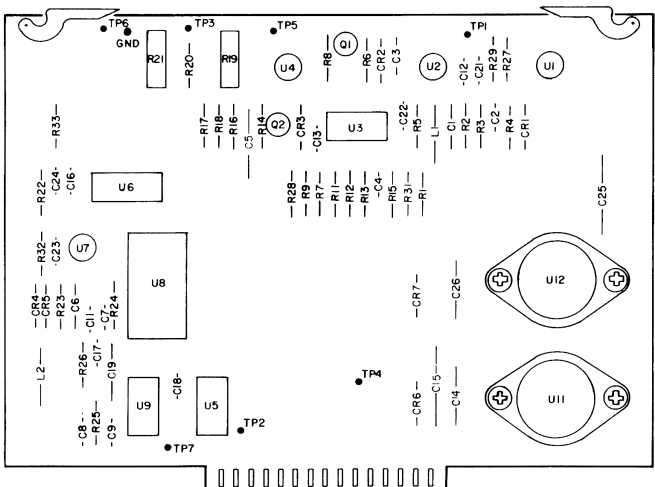 TP6 TP3 TP5 TP1
GND
R21 R20 R19 U4 R8 Q1 R6 CR2 C3 U2 C12 C21 R29 R27 U1
R33 R17 R18 R16 C5 R14 Q2 CR3 C13 U3 C22 R5 L1 C1 R2 R3 C2 R4 CR1
R22 C24 C16 U6 R28 R9 R7 R11 R12 R13 C4 R15 R31 R1 C25
R32 C23 U7 U8 U12
CR4 CR5 R23 C6 C11 C7 R24 CR7 C26
L2 R26 C17 C19 C18 TP4 C15
U9 U5 CR6 C14 U11
C8 R25 C9 TP2
TP7